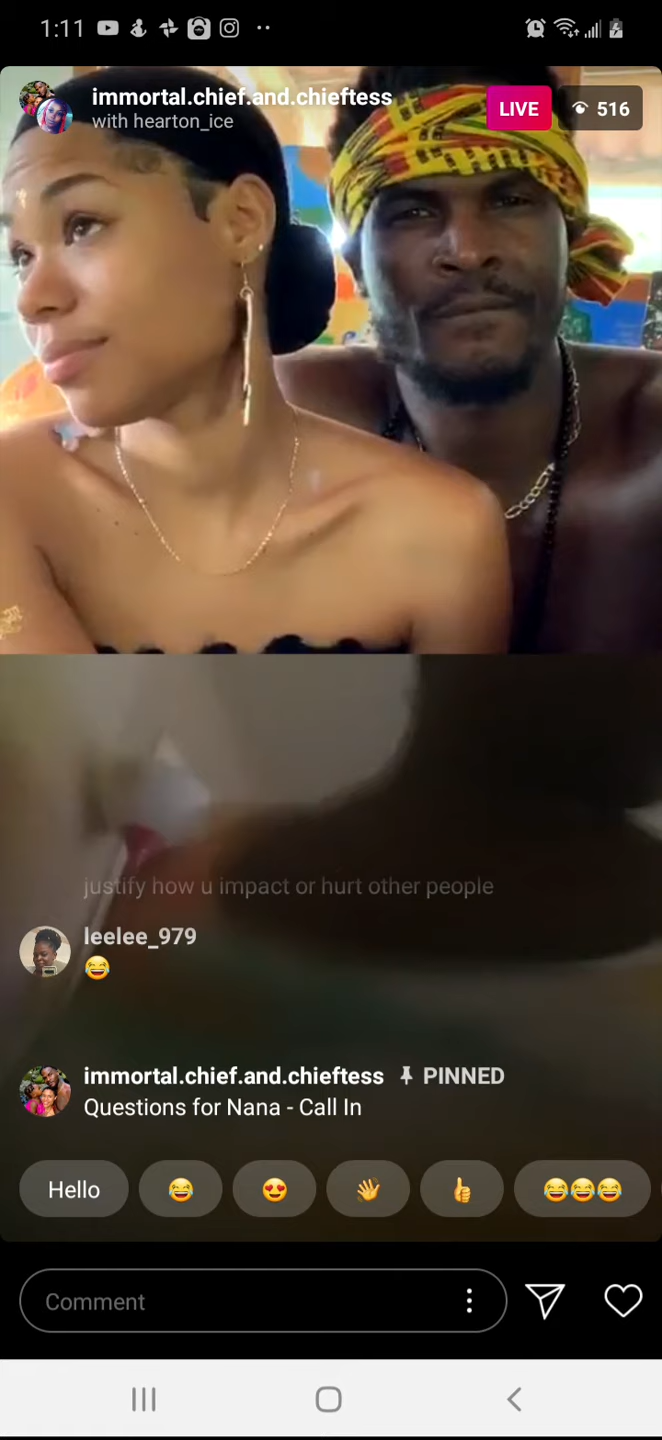 1:11
immortal.chief.and.chieftess
with hearton_ice
LIVE
516
justify how u impact or hurt other people
leelee_979
😂
immortal.chief.and.chieftess PINNED
Questions for Nana - Call In
Hello 😂 😍 👋 👍 😂😂😂
Comment